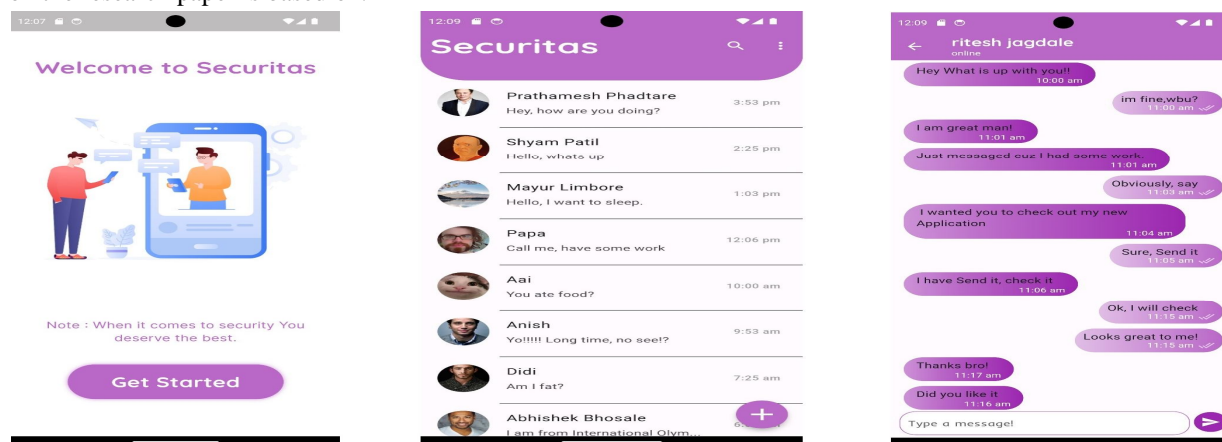 12:07
Welcome to Securitas
Note : When it comes to security You
deserve the best.
Get Started
12:09
Securitas
Prathamesh Phadtare
3:53 pm
Hey, how are you doing?
Shyam Patil
2:25 pm
Hello, whats up
Mayur Limbore
1:03 pm
Hello, I want to sleep.
Papa
12:06 pm
Call me, have some work
Aai
10:00 am
You ate food?
Anish
9:53 am
Yo!!!!! Long time, no see!?
Didi
7:25 am
Am I fat?
Abhishek Bhosale
I am from International Olym...
12:09
ritesh jagdale
online
Hey What is up with you!!
10:00 am
im fine,wbu?
11:00 am
I am great man!
11:01 am
Just messaged cuz I had some work.
11:01 am
Obviously, say
11:03 am
I wanted you to check out my new
Application
11:04 am
Sure, Send it
11:05 am
I have Send it, check it
11:06 am
Ok, I will check
11:15 am
Looks great to me!
11:15 am
Thanks bro!
11:17 am
Did you like it
11:16 am
Type a message!